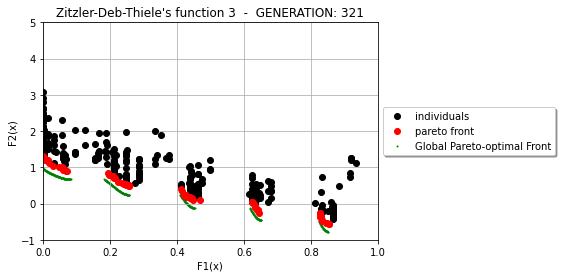 Zitzler-Deb-Thiele's function 3 - GENERATION: 321
5
4
3
2
1
0
-1
F2(x)
0.0 0.2 0.4 0.6 0.8 1.0
F1(x)
individuals
pareto front
Global Pareto-optimal Front